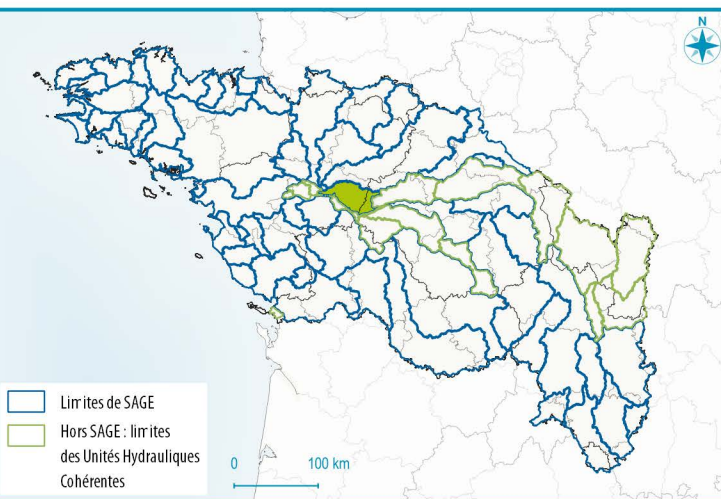 N
Limites de SAGE
Hors SAGE : limites
des Unités Hydrauliques
Cohérentes
0 100 km